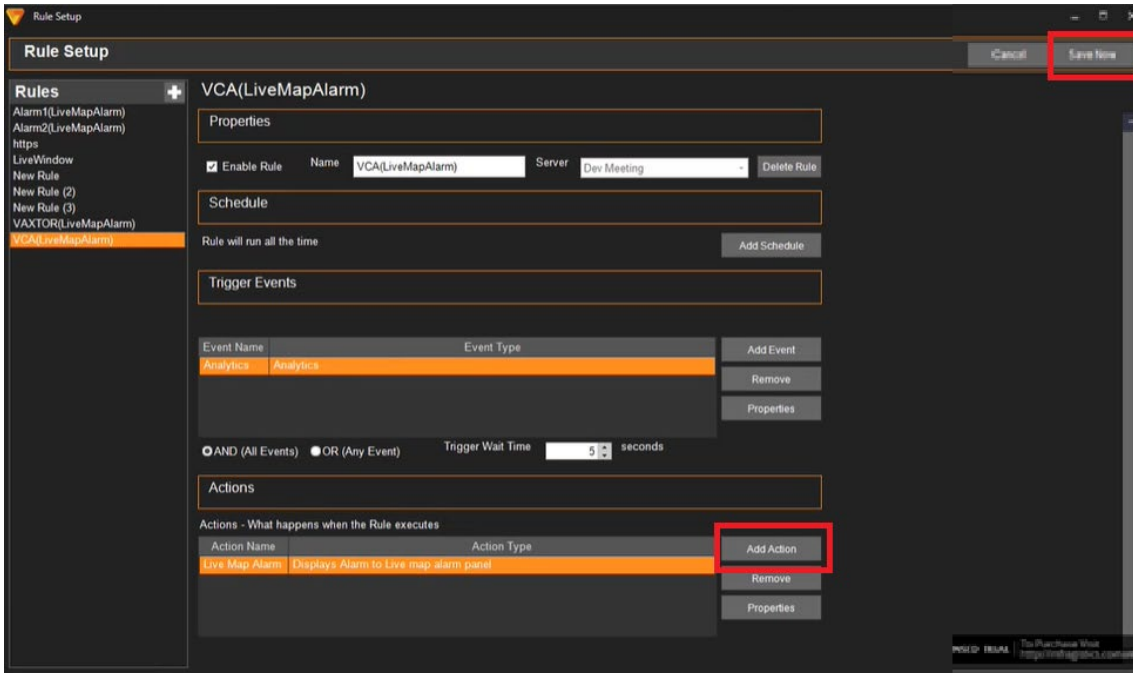 Rule Setup
Rule Setup
Cancel
Save Now
Rules
Alarm1(LiveMapAlarm)
Alarm2(LiveMapAlarm)
https
LiveWindow
New Rule
New Rule (2)
New Rule (3)
VAXTOR(LiveMapAlarm)
VCA(LiveMapAlarm)
VCA(LiveMapAlarm)
Properties
Enable Rule
Name
VCA(LiveMapAlarm)
Server
Dev Meeting
Delete Rule
Schedule
Rule will run all the time
Add Schedule
Trigger Events
Event Name
Event Type
Analytics
Analytics
Add Event
Remove
Properties
AND (All Events)
OR (Any Event)
Trigger Wait Time
5
seconds
Actions
Actions - What happens when the Rule executes
Action Name
Action Type
Live Map Alarm
Displays Alarm to Live map alarm panel
Add Action
Remove
Properties
To Purchase Visit